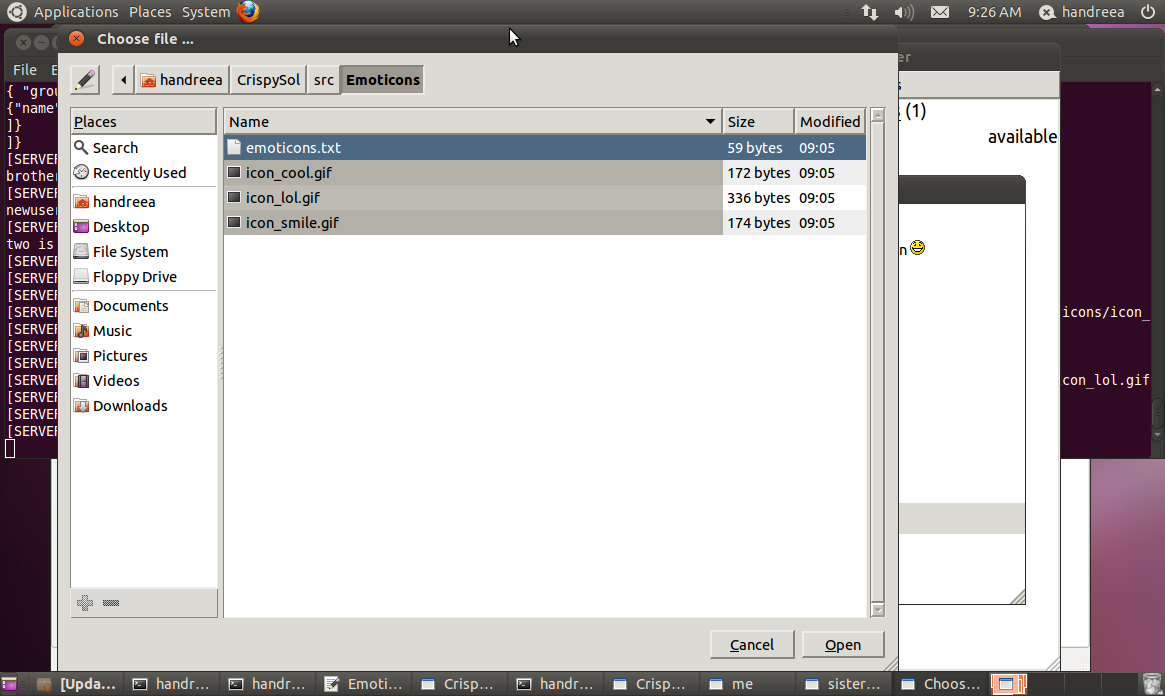 Applications Places System 9:26 AM handreea
Choose file ...
File
handreea CrispySol src Emoticons
Places
Search
Recently Used
handreea
Desktop
File System
Floppy Drive
Documents
Music
Pictures
Videos
Downloads
Name Size Modified
emoticons.txt 59 bytes 09:05
icon_cool.gif 172 bytes 09:05
icon_lol.gif 336 bytes 09:05
icon_smile.gif 174 bytes 09:05
Cancel Open
{ "grou
{"name"
]}
]}
[SERVER
brother
[SERVER
newuser
[SERVER
two is
[SERVER
[SERVER
[SERVER
[SERVER
[SERVER
[SERVER
[SERVER
[SERVER
[SERVER
[SERVER
[SERVER
er
s
(1)
available
n
icons/icon_
con_lol.gif
[Upda... handr... handr... Emoti... Crisp... handr... Crisp... me sister... Choos...